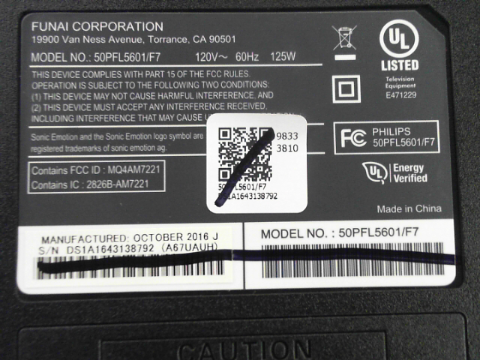 FUNAI CORPORATION
19900 Van Ness Avenue, Torrance, CA 90501
MODEL NO.: 50PFL5601/F7 120V~ 60Hz 125W
THIS DEVICE COMPLIES WITH PART 15 OF THE FCC RULES.
OPERATION IS SUBJECT TO THE FOLLOWING TWO CONDITIONS:
(1) THIS DEVICE MAY NOT CAUSE HARMFUL INTERFERENCE, AND
(2) THIS DEVICE MUST ACCEPT ANY INTERFERENCE RECEIVED,
INCLUDING INTERFERENCE THAT MAY CAUSE
Sonic Emotion and the Sonic Emotion logo symbol are
registered trademarks of sonic emotion ag.
Contains FCC ID : MQ4AM7221
Contains IC : 2826B-AM7221
9833
3810
50PFL5601/F7
DS1A1643138792
UL
LISTED
Television
Equipment
E471229
FC
PHILIPS
50PFL5601/F7
UL
Energy
Verified
Made in China
MANUFACTURED: OCTOBER 2016 J
S/N DS1A1643138792 (A67UAUH)
MODEL NO. : 50PFL5601/F7
CAUTION